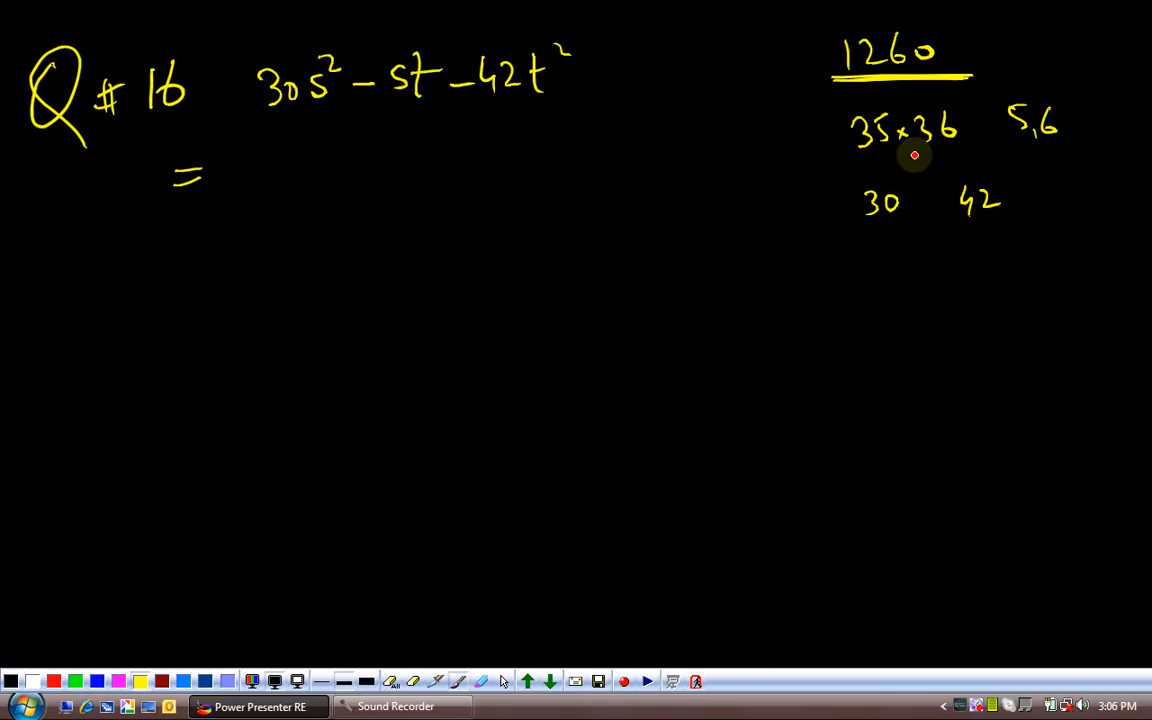 Q # 16 30s² - st - 42t²
=
1260
35 × 36 5,6
30 42
Power Presenter RE
Sound Recorder
3:06 PM